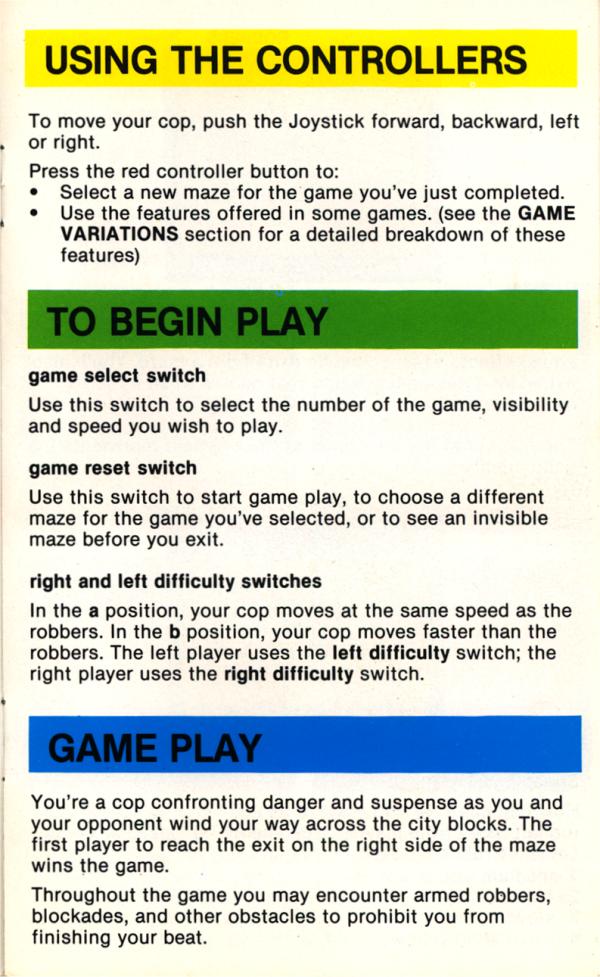 USING THE CONTROLLERS
To move your cop, push the Joystick forward, backward, left
or right.
Press the red controller button to:
• Select a new maze for the game you've just completed.
• Use the features offered in some games. (see the GAME
VARIATIONS section for a detailed breakdown of these
features)
TO BEGIN PLAY
game select switch
Use this switch to select the number of the game, visibility
and speed you wish to play.
game reset switch
Use this switch to start game play, to choose a different
maze for the game you've selected, or to see an invisible
maze before you exit.
right and left difficulty switches
In the a position, your cop moves at the same speed as the
robbers. In the b position, your cop moves faster than the
robbers. The left player uses the left difficulty switch; the
right player uses the right difficulty switch.
GAME PLAY
You're a cop confronting danger and suspense as you and
your opponent wind your way across the city blocks. The
first player to reach the exit on the right side of the maze
wins the game.
Throughout the game you may encounter armed robbers,
blockades, and other obstacles to prohibit you from
finishing your beat.